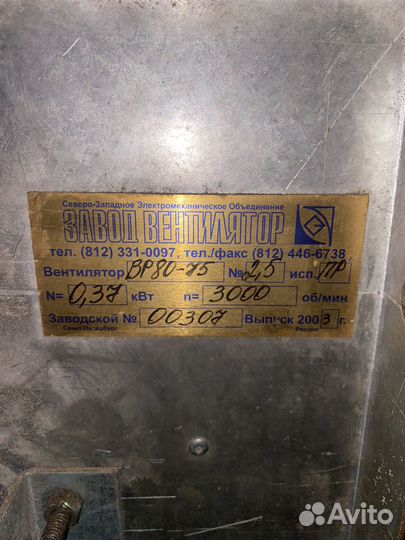 Северо-Западное Электромеханическое Объединение
ЗАВОД ВЕНТИЛЯТОР
тел. (812) 331-0097, тел./факс (812) 446-6738
Вентилятор ВР80-75 № 2,5 исп. ПР
N= 0,37 кВт n= 3000 об/мин
Заводской № 00307 Выпуск 2003 г.
Санкт-Петербург Россия
Avito